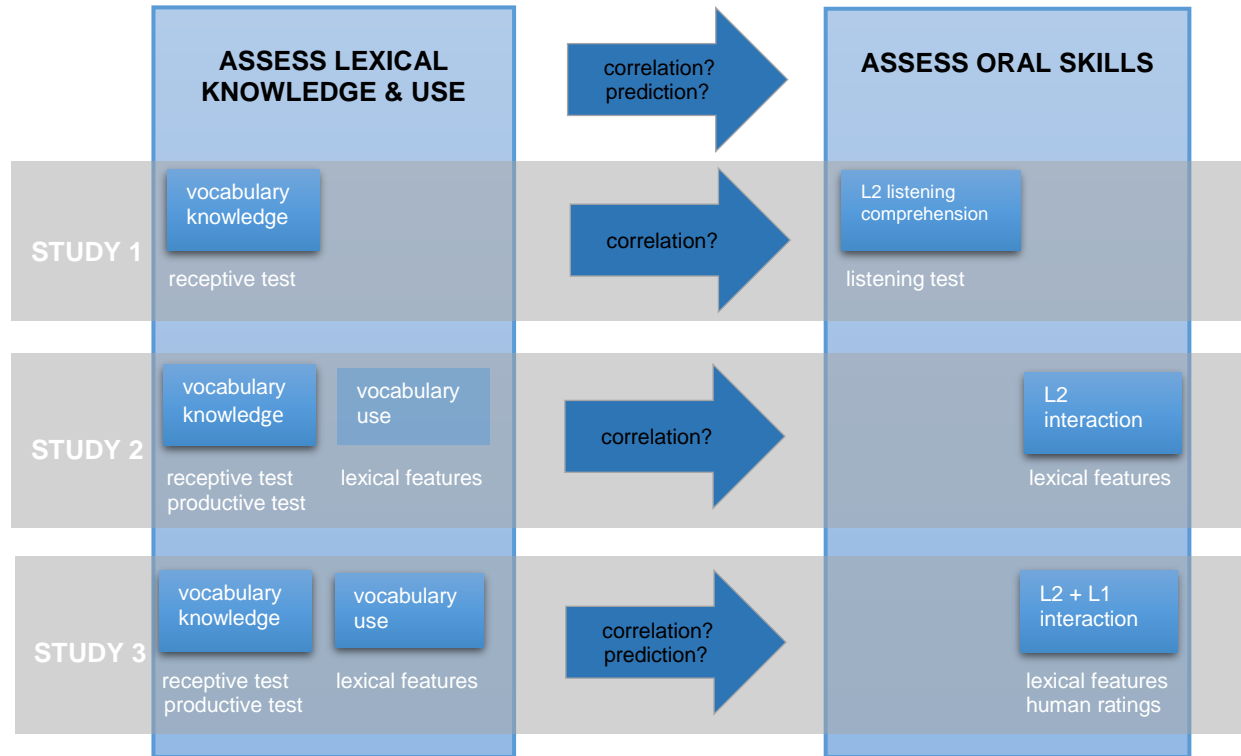 ASSESS LEXICAL
KNOWLEDGE & USE
correlation?
prediction?
ASSESS ORAL SKILLS
STUDY 1
vocabulary
knowledge
receptive test
correlation?
L2 listening
comprehension
listening test
STUDY 2
vocabulary
knowledge
receptive test
productive test
vocabulary
use
lexical features
correlation?
L2
interaction
lexical features
STUDY 3
vocabulary
knowledge
receptive test
productive test
vocabulary
use
lexical features
correlation?
prediction?
L2 + L1
interaction
lexical features
human ratings